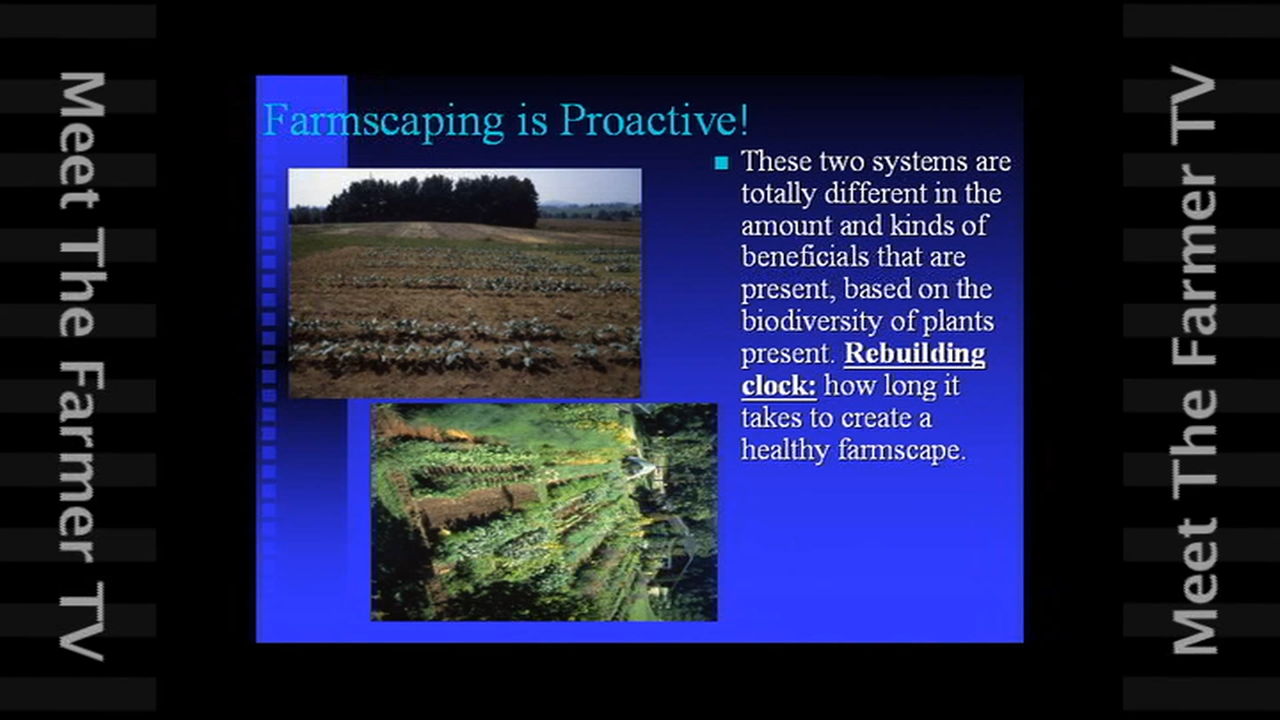 Meet The Farmer TV
Farmscaping is Proactive!
These two systems are
totally different in the
amount and kinds of
beneficials that are
present, based on the
biodiversity of plants
present. Rebuilding
clock: how long it
takes to create a
healthy farmscape.
Meet The Farmer TV